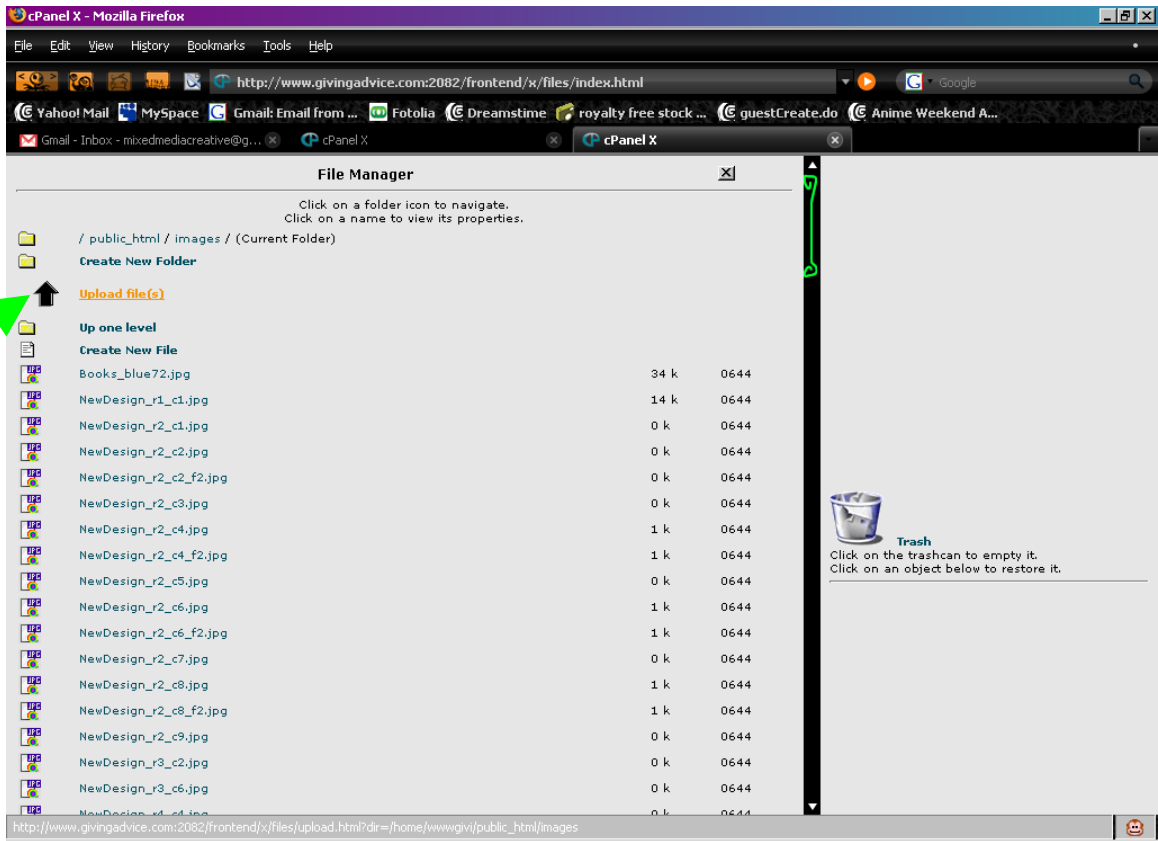 cPanel X - Mozilla Firefox
File Edit View History Bookmarks Tools Help
http://www.givingadvice.com:2082/frontend/x/files/index.html
G Google
Yahoo! Mail MySpace Gmail: Email from ... Fotolia Dreamstime royalty free stock ... guestCreate.do Anime Weekend A...
Gmail - Inbox - mixedmediacreative@g... cPanel X cPanel X
File Manager
Click on a folder icon to navigate.
Click on a name to view its properties.
/ public_html / images / (Current Folder)
Create New Folder
Upload file(s)
Up one level
Create New File
Books_blue72.jpg 34 k 0644
NewDesign_r1_c1.jpg 14 k 0644
NewDesign_r2_c1.jpg 0 k 0644
NewDesign_r2_c2.jpg 0 k 0644
NewDesign_r2_c2_f2.jpg 0 k 0644
NewDesign_r2_c3.jpg 0 k 0644
NewDesign_r2_c4.jpg 1 k 0644
NewDesign_r2_c4_f2.jpg 1 k 0644
NewDesign_r2_c5.jpg 0 k 0644
NewDesign_r2_c6.jpg 1 k 0644
NewDesign_r2_c6_f2.jpg 1 k 0644
NewDesign_r2_c7.jpg 0 k 0644
NewDesign_r2_c8.jpg 1 k 0644
NewDesign_r2_c8_f2.jpg 1 k 0644
NewDesign_r2_c9.jpg 0 k 0644
NewDesign_r3_c2.jpg 0 k 0644
NewDesign_r3_c6.jpg 0 k 0644
Trash
Click on the trashcan to empty it.
Click on an object below to restore it.
http://www.givingadvice.com:2082/frontend/x/files/upload.html?dir=/home/wwwgivi/public_html/images